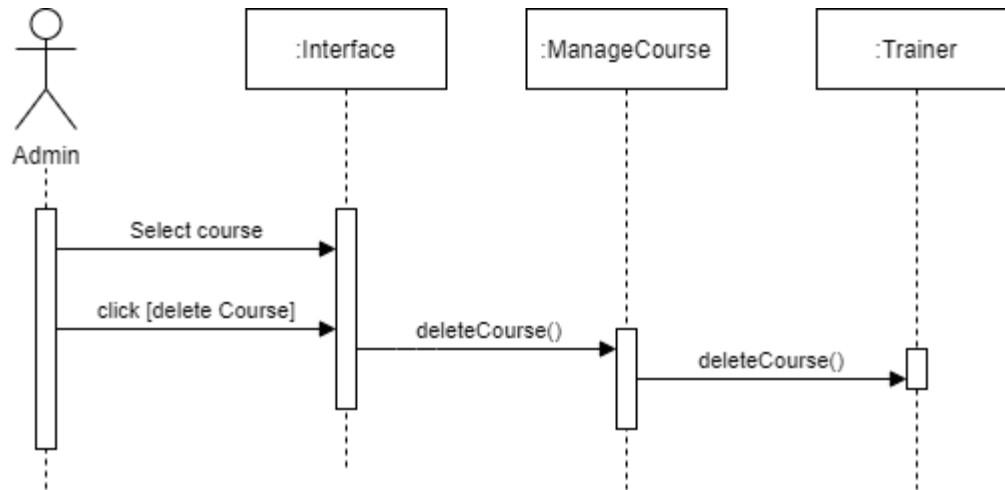 :Interface
:ManageCourse
:Trainer
Admin
Select course
click [delete Course]
deleteCourse()
deleteCourse()